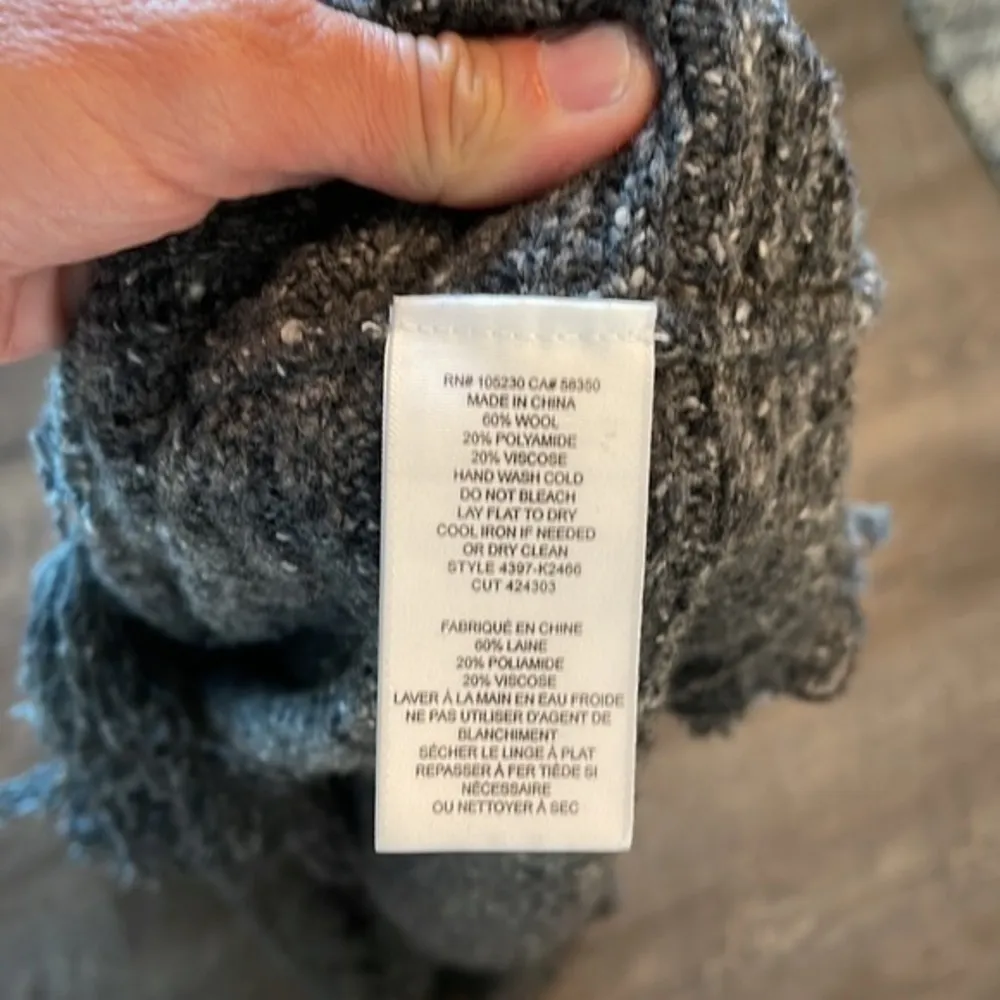 RN# 105230 CA# 58350
MADE IN CHINA
60% WOOL
20% POLYAMIDE
20% VISCOSE
HAND WASH COLD
DO NOT BLEACH
LAY FLAT TO DRY
COOL IRON IF NEEDED
OR DRY CLEAN
STYLE 4397-K2466
CUT 424303
FABRIQUÉ EN CHINE
60% LAINE
20% POLIAMIDE
20% VISCOSE
LAVER À LA MAIN EN EAU FROIDE
NE PAS UTILISER D'AGENT DE
BLANCHIMENT
SÉCHER LE LINGE À PLAT
REPASSER À FER TIÈDE SI
NÉCESSAIRE
OU NETTOYER À SEC